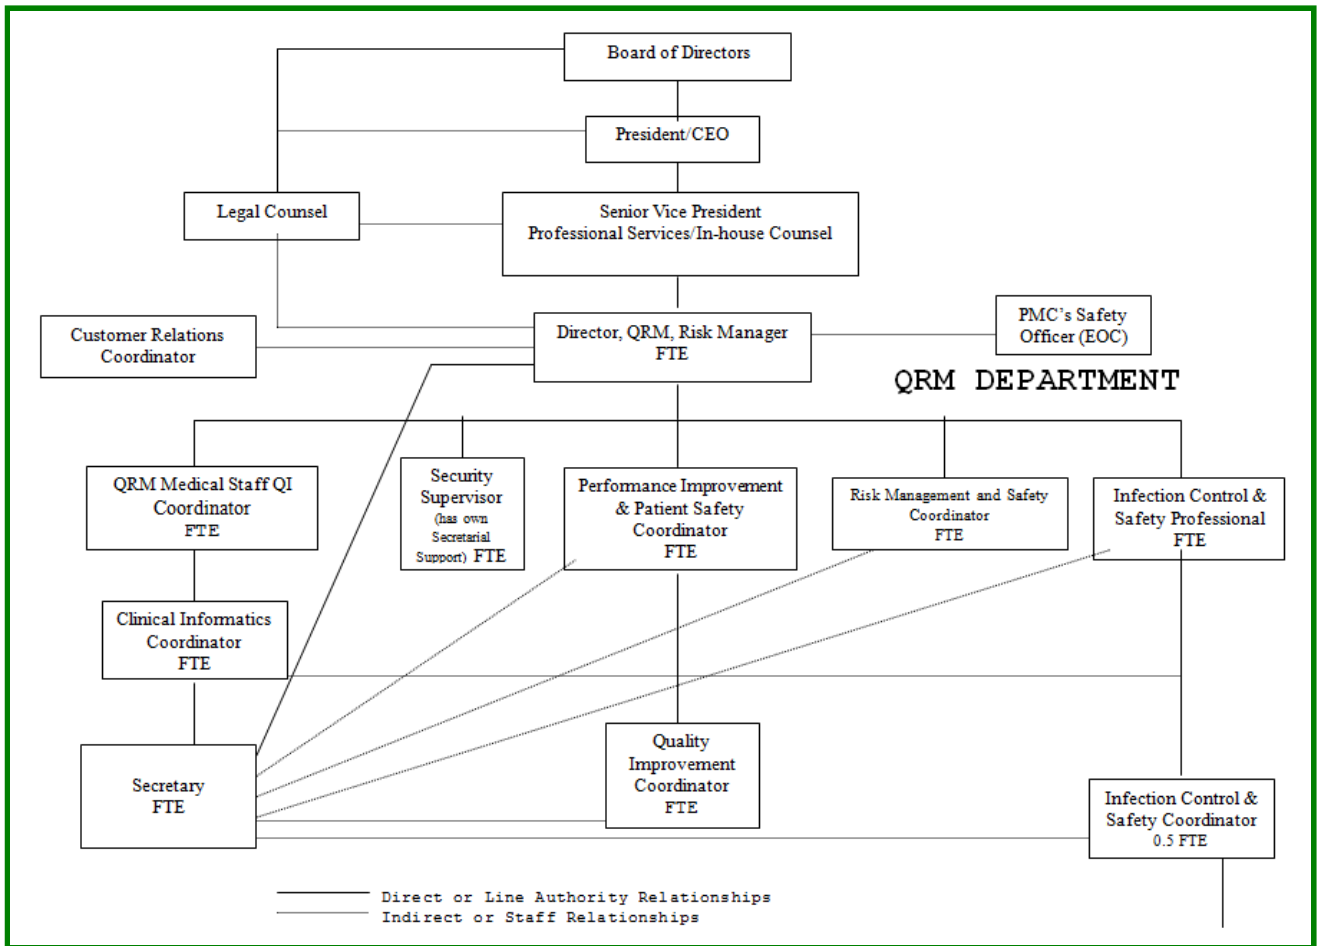 Board of Directors
President/CEO
Legal Counsel
Senior Vice President
Professional Services/In-house Counsel
Customer Relations
Coordinator
Director, QRM, Risk Manager
FTE
PMC's Safety
Officer (EOC)
QRM DEPARTMENT
QRM Medical Staff QI
Coordinator
FTE
Security
Supervisor
(has own
Secretarial
Support) FTE
Performance Improvement
& Patient Safety
Coordinator
FTE
Risk Management and Safety
Coordinator
FTE
Infection Control &
Safety Professional
FTE
Clinical Informatics
Coordinator
FTE
Secretary
FTE
Quality
Improvement
Coordinator
FTE
Infection Control &
Safety Coordinator
0.5 FTE
Direct or Line Authority Relationships
Indirect or Staff Relationships